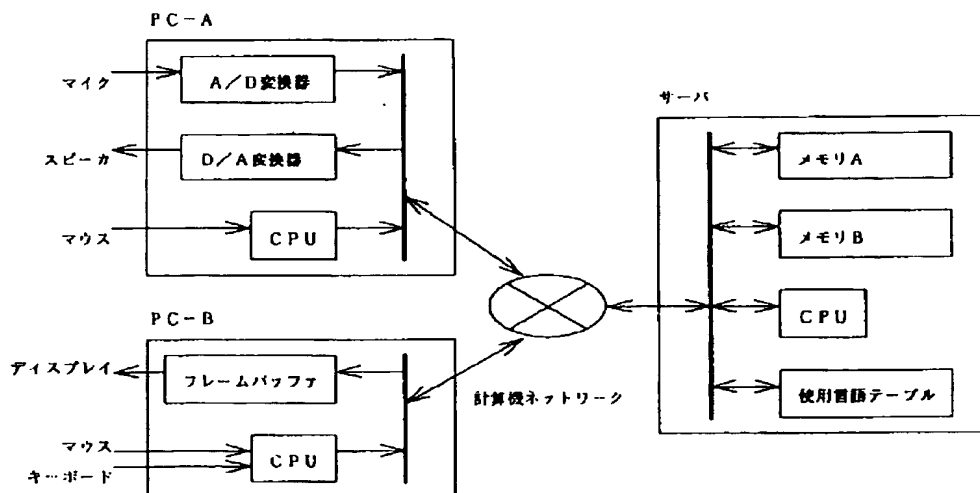 PC-A
マイク
A/D変換器
スピーカ
D/A変換器
マウス
CPU
PC-B
ディスプレイ
フレームバッファ
マウス
キーボード
CPU
計算機ネットワーク
サーバ
メモリA
メモリB
CPU
使用言語テーブル